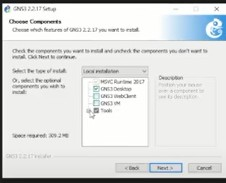 GNS3 2.2.17 Setup
Choose Components
Choose which features of GNS3 2.2.17 you want to install.
Check the components you want to install and uncheck the components you don't want to
install. Click Next to continue.
Select the type of install:
Local installation
Or, select the optional
components you wish to
install:
MSVC Runtime 2017
GNS3 Desktop
GNS3 WebClient
GNS3 VM
Tools
Description
Position your mouse
over a component to
see its description.
Space required: 309.2 MB
GNS3 2.2.17 Installer
< Back
Next >
Cancel